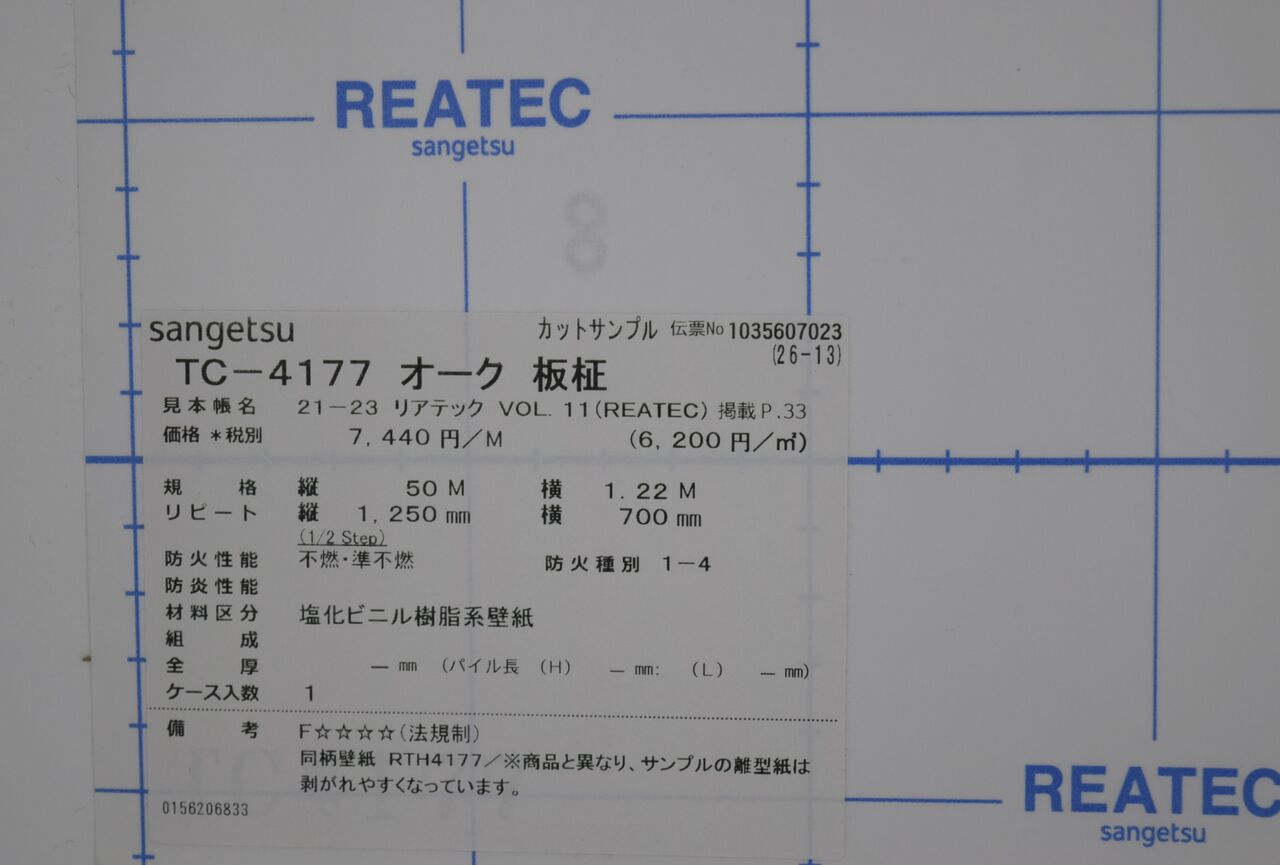 REATEC
sangetsu
8
sangetsu カットサンプル 伝票No 1035607023
(26-13)
TC-4177 オーク 板柾
見本帳名 21-23 リアテック VOL. 11(REATEC) 掲載P.33
価格 *税別 7, 440 円/M (6, 200 円/㎡)
規格 縦 50 M 横 1. 22 M
リピート 縦 1, 250 mm 横 700 mm
(1/2 Step)
防火性能 不燃・準不燃 防火種別 1-4
防炎性能
材料区分 塩化ビニル樹脂系壁紙
組成
全厚 - mm (パイル長 (H) - mm: (L) - mm)
ケース入数 1
備考 F☆☆☆☆(法規制)
同柄壁紙 RTH4177/※商品と異なり、サンプルの離型紙は
剥がれやすくなっています。
0156206833
REATEC
sangetsu